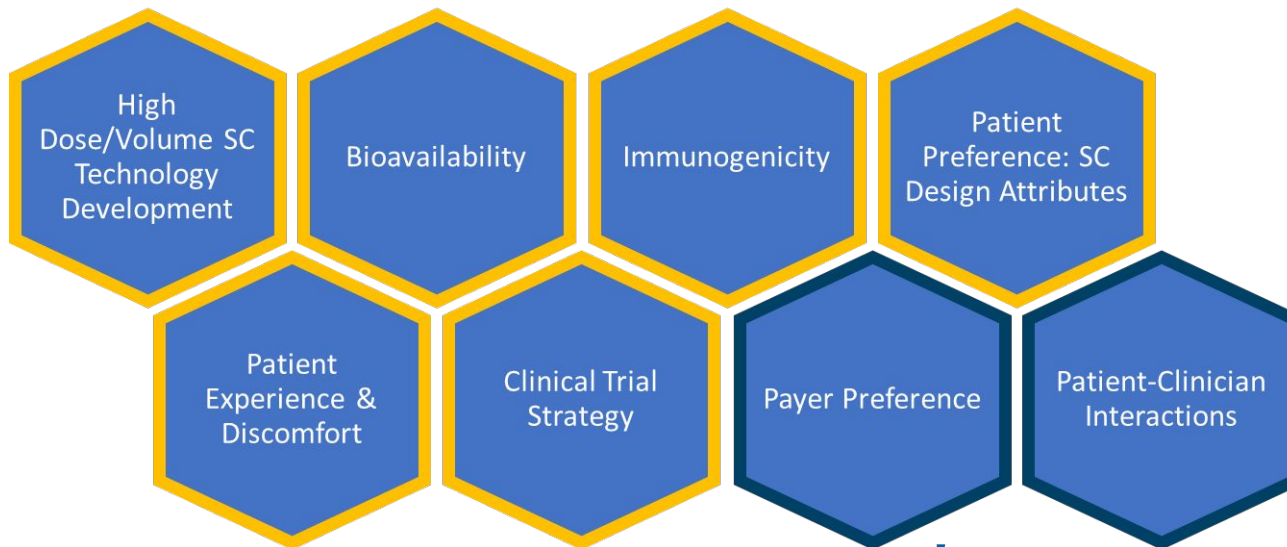 High
Dose/Volume SC
Technology
Development
Bioavailability
Immunogenicity
Patient
Preference: SC
Design Attributes
Patient
Experience &
Discomfort
Clinical Trial
Strategy
Payer Preference
Patient-Clinician
Interactions